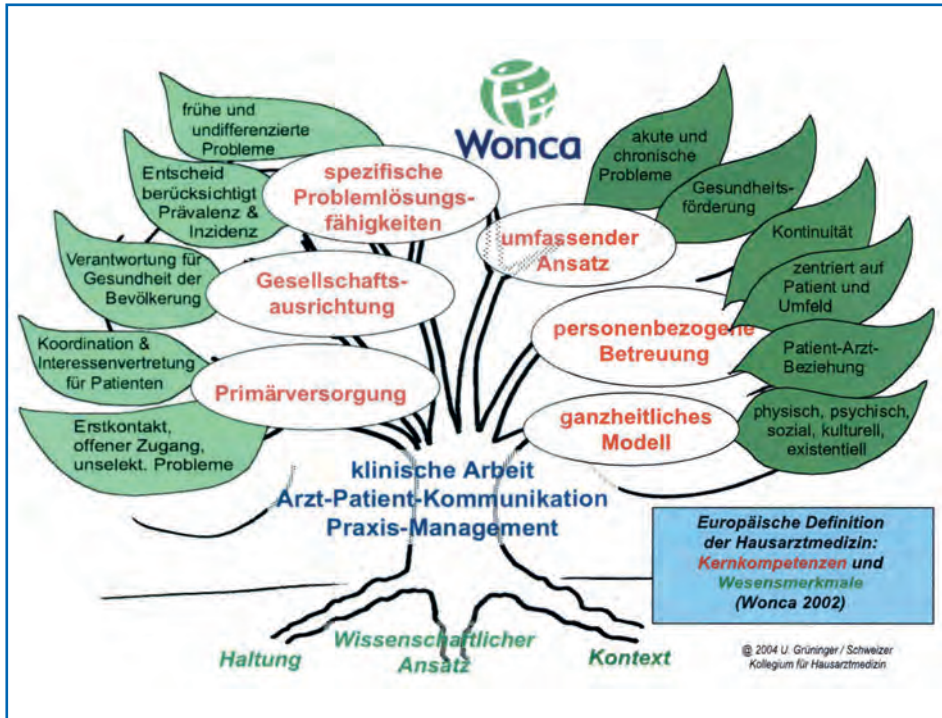 Wonca
frühe und
undifferenzierte
Probleme
Entscheid
berücksichtigt
Prävalenz &
Inzidenz
Verantwortung für
Gesundheit der
Bevölkerung
Koordination &
Interessenvertretung
für Patienten
Erstkontakt,
offener Zugang,
unselekt. Probleme
spezifische
Problemlösungs-
fähigkeiten
Gesellschafts-
ausrichtung
Primärversorgung
akute und
chronische
Probleme
Gesundheits-
förderung
Kontinuität
zentriert auf
Patient und
Umfeld
Patient-Arzt-
Beziehung
physisch, psychisch,
sozial, kulturell,
existentiell
umfassender
Ansatz
personenbezogene
Betreuung
ganzheitliches
Modell
klinische Arbeit
Arzt-Patient-Kommunikation
Praxis-Management
Europäische Definition
der Hausarztmedizin:
Kernkompetenzen und
Wesensmerkmale
(Wonca 2002)
Haltung
Wissenschaftlicher
Ansatz
Kontext
@ 2004 U. Grüninger / Schweizer
Kollegium für Hausarztmedizin